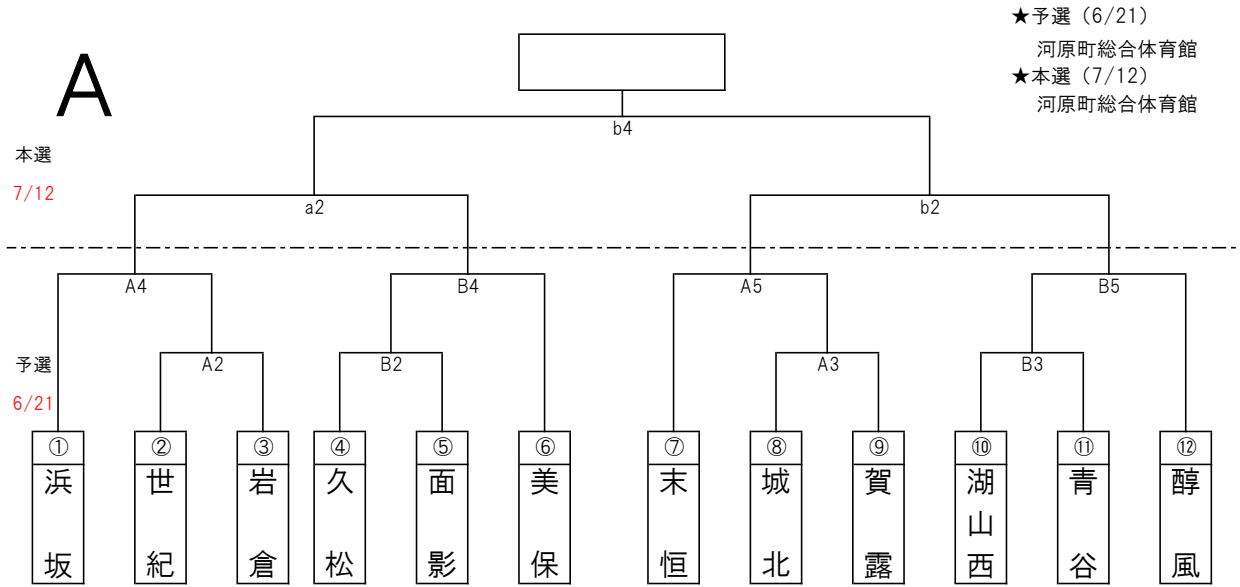 ★予選（6/21）
河原町総合体育館
★本選（7/12）
河原町総合体育館
A
b4
本選
7/12
a2
b2
A4
B4
A5
B5
予選
6/21
A2
B2
A3
B3
① ② ③ ④ ⑤ ⑥ ⑦ ⑧ ⑨ ⑩ ⑪ ⑫
浜坂
世紀
岩倉
久松
面影
美保
末恒
城北
賀露
湖山西
青谷
醇風